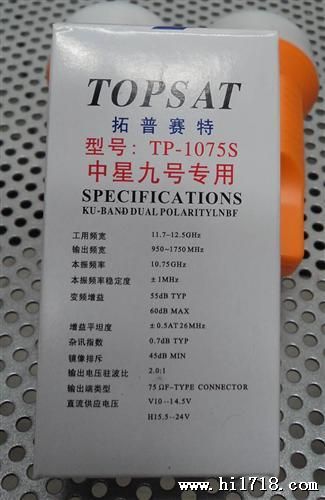 TOPSAT
拓普赛特
型号: TP-1075S
中星九号专用
SPECIFICATIONS
KU-BAND DUAL POLARITY LNBF
工用频宽 11.7-12.5GHz
输出频宽 950~1750MHz
本振频率 10.75GHz
本振频率稳定度 ±1MHz
变频增益 55dB TYP
60dB MAX
增益平坦度 ±0.5AT26MHz
杂讯指数 0.7dB TYP
镜像排斥 45dB MIN
输出电压驻波比 2.0:1
输出端类型 75 ΩF-TYPE CONNECTOR
直流供应电压 V10--14.5V
H15.5--24V
www.hi1718.com